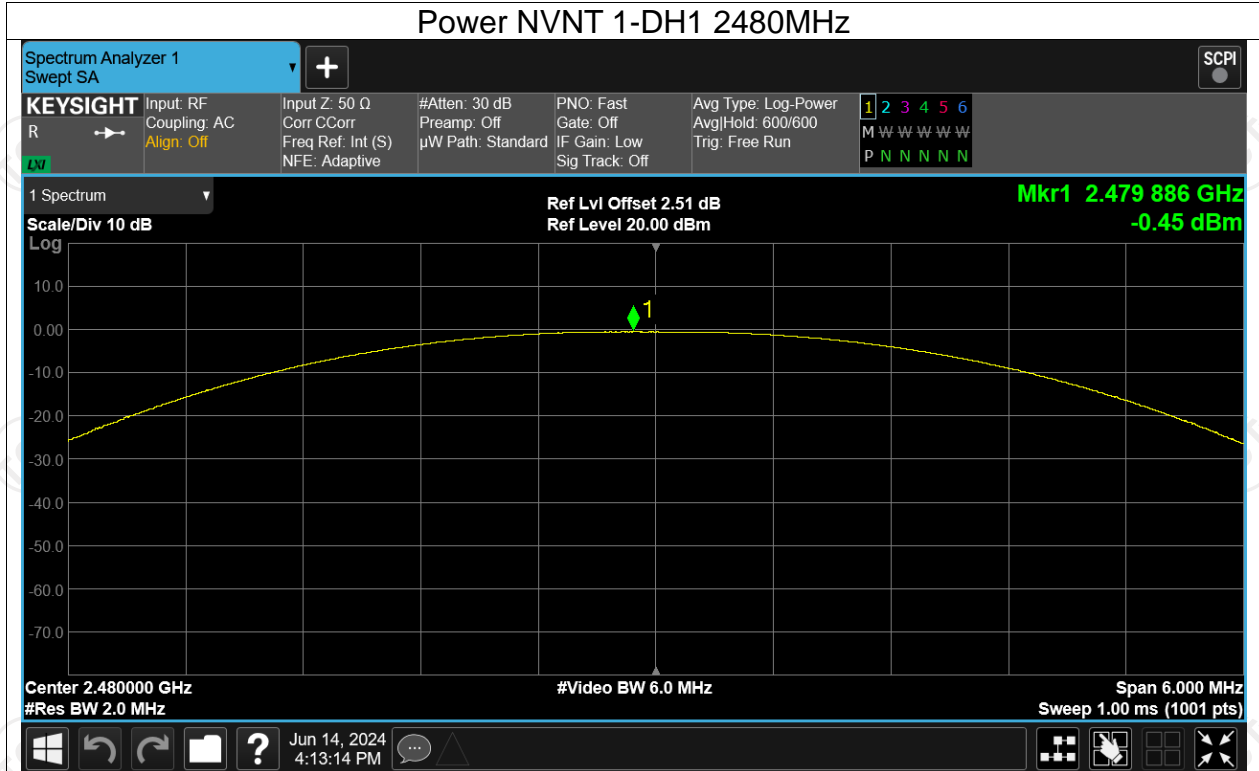 Power NVNT 1-DH1 2480MHz
Spectrum Analyzer 1
Swept SA
SCPI
KEYSIGHT
R
LXI
Input: RF
Coupling: AC
Align: Off
Input Z: 50 Ω
Corr CCorr
Freq Ref: Int (S)
NFE: Adaptive
#Atten: 30 dB
Preamp: Off
µW Path: Standard
PNO: Fast
Gate: Off
IF Gain: Low
Sig Track: Off
Avg Type: Log-Power
Avg|Hold: 600/600
Trig: Free Run
1 2 3 4 5 6
M W W W W W
P N N N N N
1 Spectrum
Scale/Div 10 dB
Ref Lvl Offset 2.51 dB
Ref Level 20.00 dBm
Mkr1 2.479 886 GHz
-0.45 dBm
Log
10.0
0.00
-10.0
-20.0
-30.0
-40.0
-50.0
-60.0
-70.0
1
Center 2.480000 GHz
#Res BW 2.0 MHz
#Video BW 6.0 MHz
Span 6.000 MHz
Sweep 1.00 ms (1001 pts)
?
Jun 14, 2024
4:13:14 PM